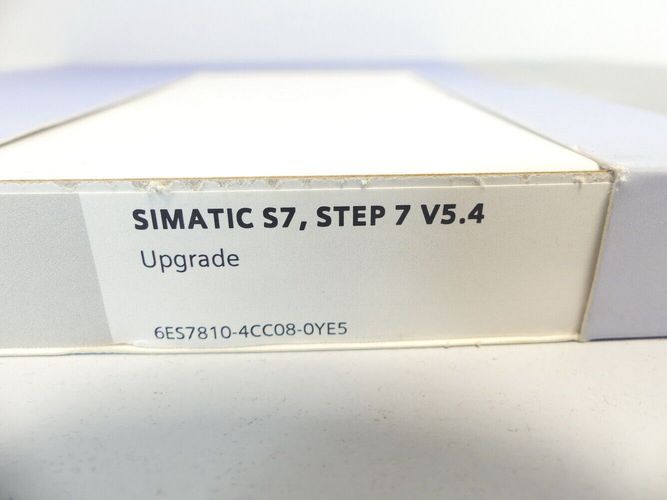 SIMATIC S7, STEP 7 V5.4
Upgrade
6ES7810-4CC08-0YE5